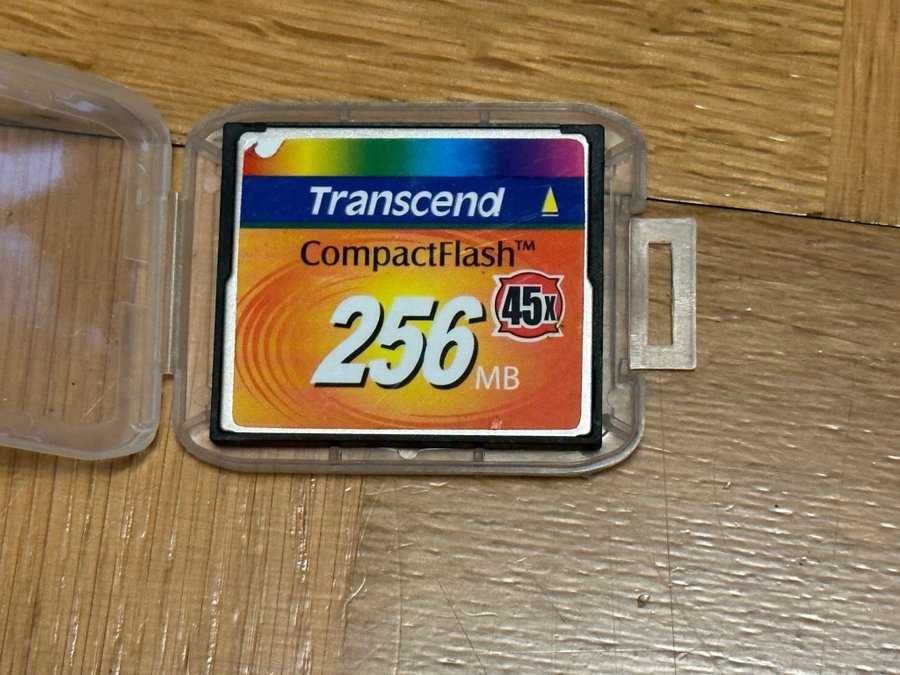 Transcend
CompactFlash™
45x
256 MB